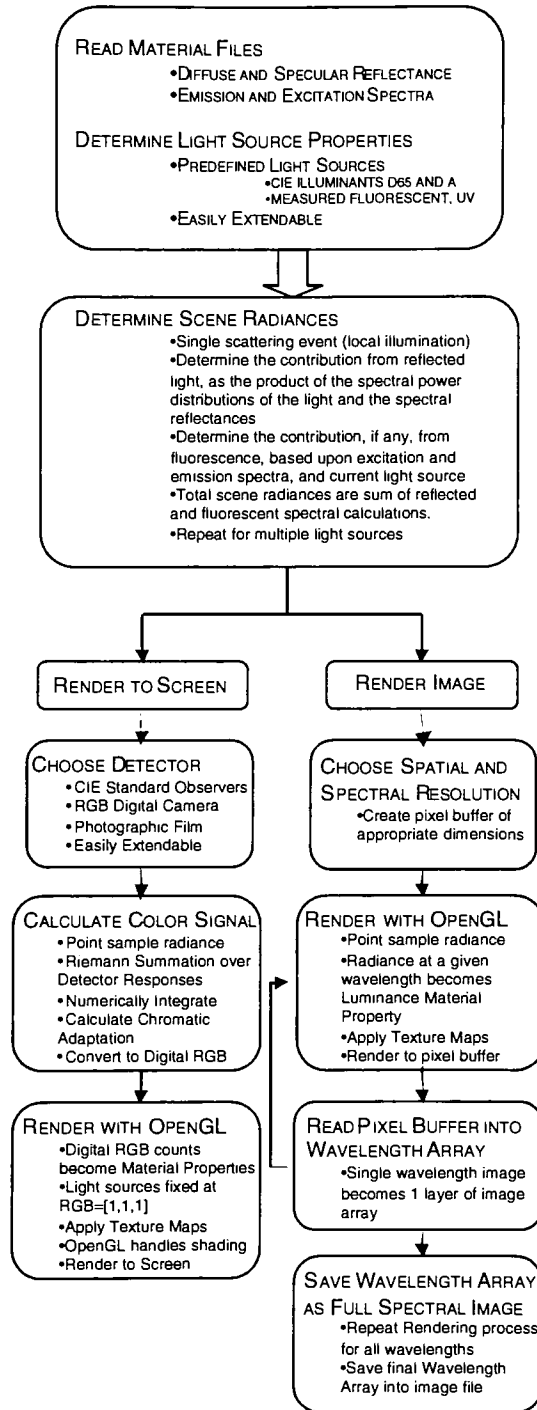 READ MATERIAL FILES
•DIFFUSE AND SPECULAR REFLECTANCE
•EMISSION AND EXCITATION SPECTRA
DETERMINE LIGHT SOURCE PROPERTIES
•PREDEFINED LIGHT SOURCES
•CIE ILLUMINANTS D65 AND A
•MEASURED FLUORESCENT, UV
•EASILY EXTENDABLE
DETERMINE SCENE RADIANCES
•Single scattering event (local illumination)
•Determine the contribution from reflected
light, as the product of the spectral power
distributions of the light and the spectral
reflectances
•Determine the contribution, if any, from
fluorescence, based upon excitation and
emission spectra, and current light source
•Total scene radiances are sum of reflected
and fluorescent spectral calculations.
•Repeat for multiple light sources
RENDER TO SCREEN
CHOOSE DETECTOR
• CIE Standard Observers
• RGB Digital Camera
• Photographic Film
• Easily Extendable
CALCULATE COLOR SIGNAL
• Point sample radiance
• Riemann Summation over
Detector Responses
• Numerically Integrate
• Calculate Chromatic
Adaptation
• Convert to Digital RGB
RENDER WITH OPENGL
• Digital RGB counts
become Material Properties
•Light sources fixed at
RGB=[1,1,1]
• Apply Texture Maps
•OpenGL handles shading
• Render to Screen
RENDER IMAGE
CHOOSE SPATIAL AND
SPECTRAL RESOLUTION
• Create pixel buffer of
appropriate dimensions
RENDER WITH OPENGL
• Point sample radiance
• Radiance at a given
wavelength becomes
Luminance Material
Property
• Apply Texture Maps
• Render to pixel buffer
READ PIXEL BUFFER INTO
WAVELENGTH ARRAY
• Single wavelength image
becomes 1 layer of image
array
SAVE WAVELENGTH ARRAY
AS FULL SPECTRAL IMAGE
• Repeat Rendering process
for all wavelengths
•Save final Wavelength
Array into image file